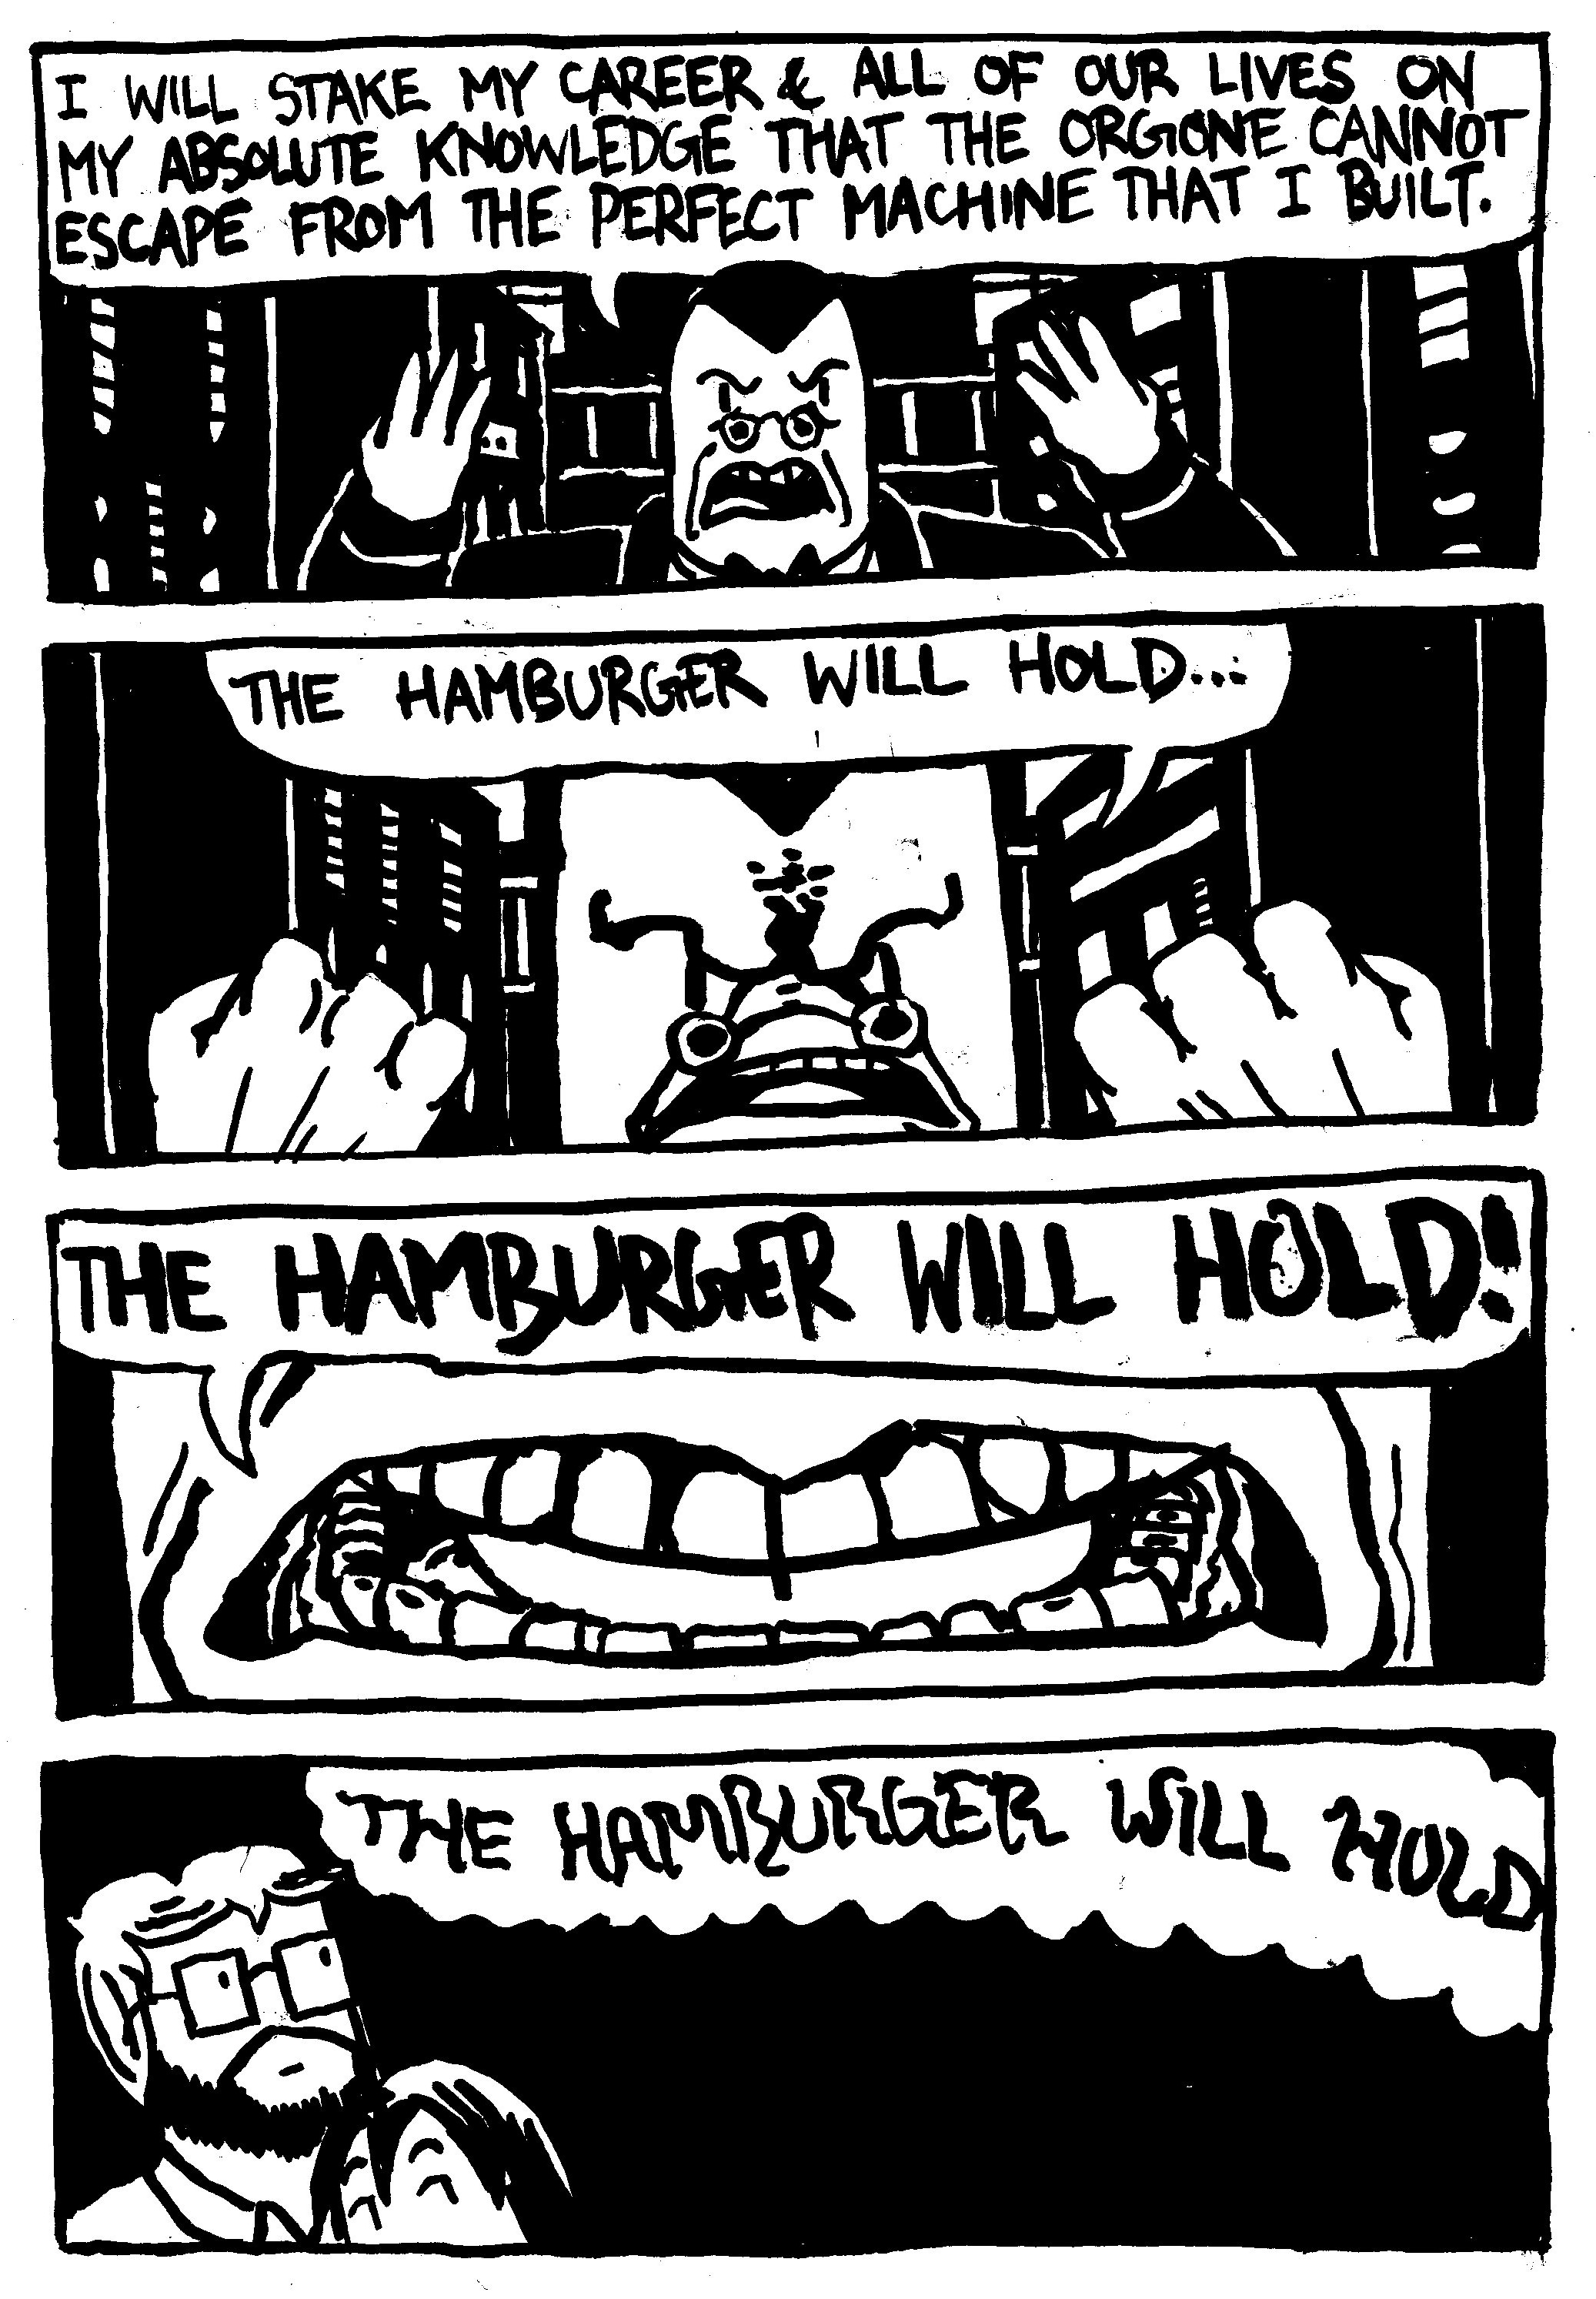 I WILL STAKE MY CAREER & ALL OF OUR LIVES ON
MY ABSOLUTE KNOWLEDGE THAT THE ORGONE CANNOT
ESCAPE FROM THE PERFECT MACHINE THAT I BUILT.
THE HAMBURGER WILL HOLD...
THE HAMBURGER WILL HOLD!
THE HAMBURGER WILL HOLD